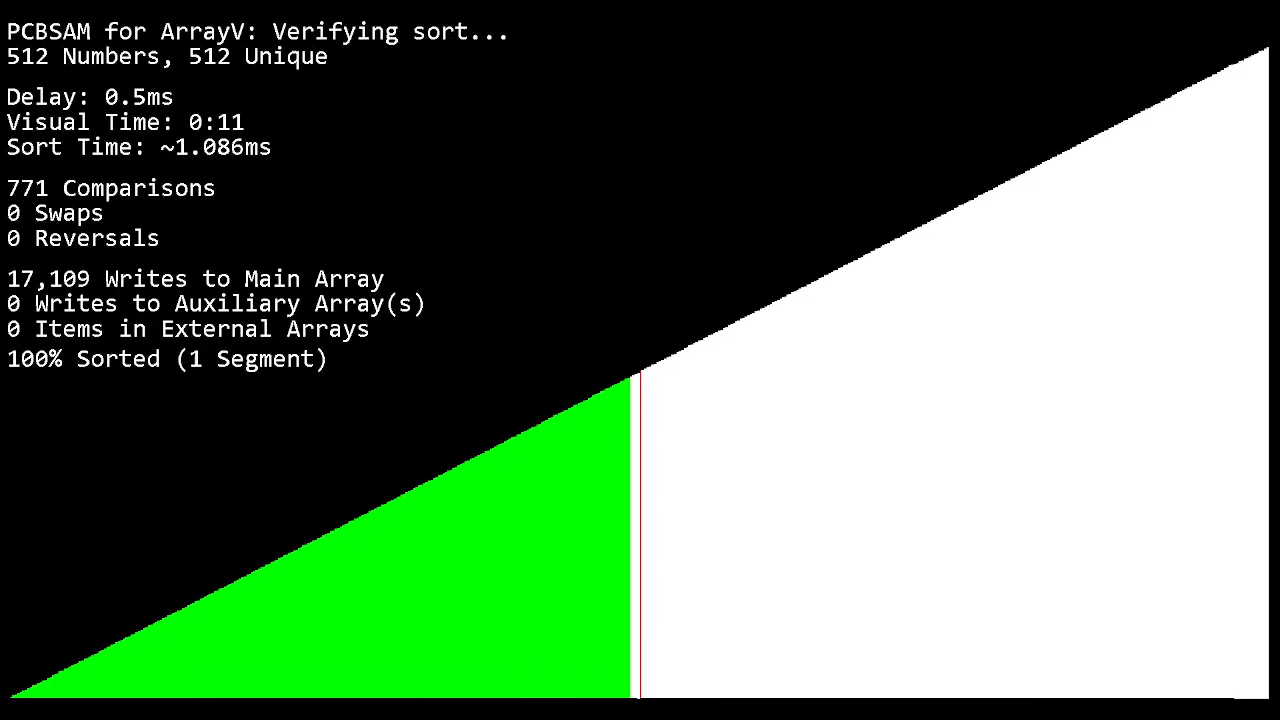 PCBSAM for ArrayV: Verifying sort...
512 Numbers, 512 Unique
Delay: 0.5ms
Visual Time: 0:11
Sort Time: ~1.086ms
771 Comparisons
0 Swaps
0 Reversals
17,109 Writes to Main Array
0 Writes to Auxiliary Array(s)
0 Items in External Arrays
100% Sorted (1 Segment)